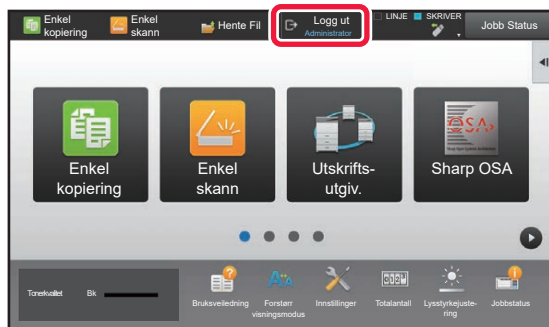 Enkel
kopiering
Enkel
skann
Hente Fil
Logg ut
Administrator
LINJE
SKRIVER
Jobb Status
Enkel
kopiering
Enkel
skann
Utskrifts-
utgiv.
Sharp OSA
Tonerkvallet Bk
Bruksveiledning
Forstørr
visningsmodus
Innstillinger
Totalantall
Lysstyrkejuste-
ring
Jobbstatus